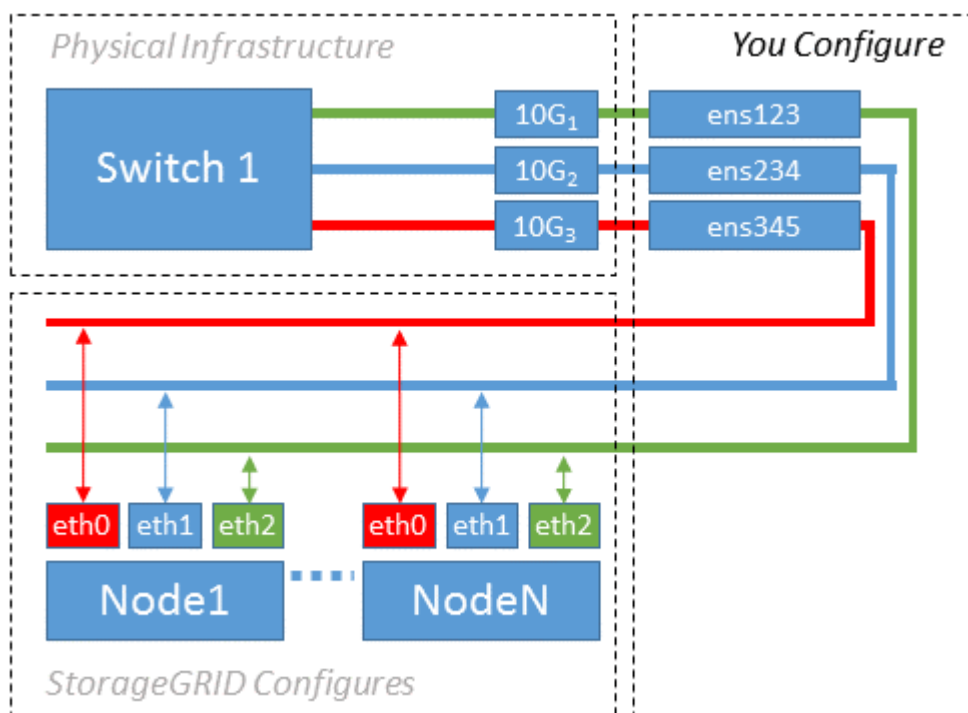 Physical Infrastructure
You Configure
Switch 1
10G₁
ens123
10G₂
ens234
10G₃
ens345
eth0 eth1 eth2
eth0 eth1 eth2
Node1
NodeN
StorageGRID Configures